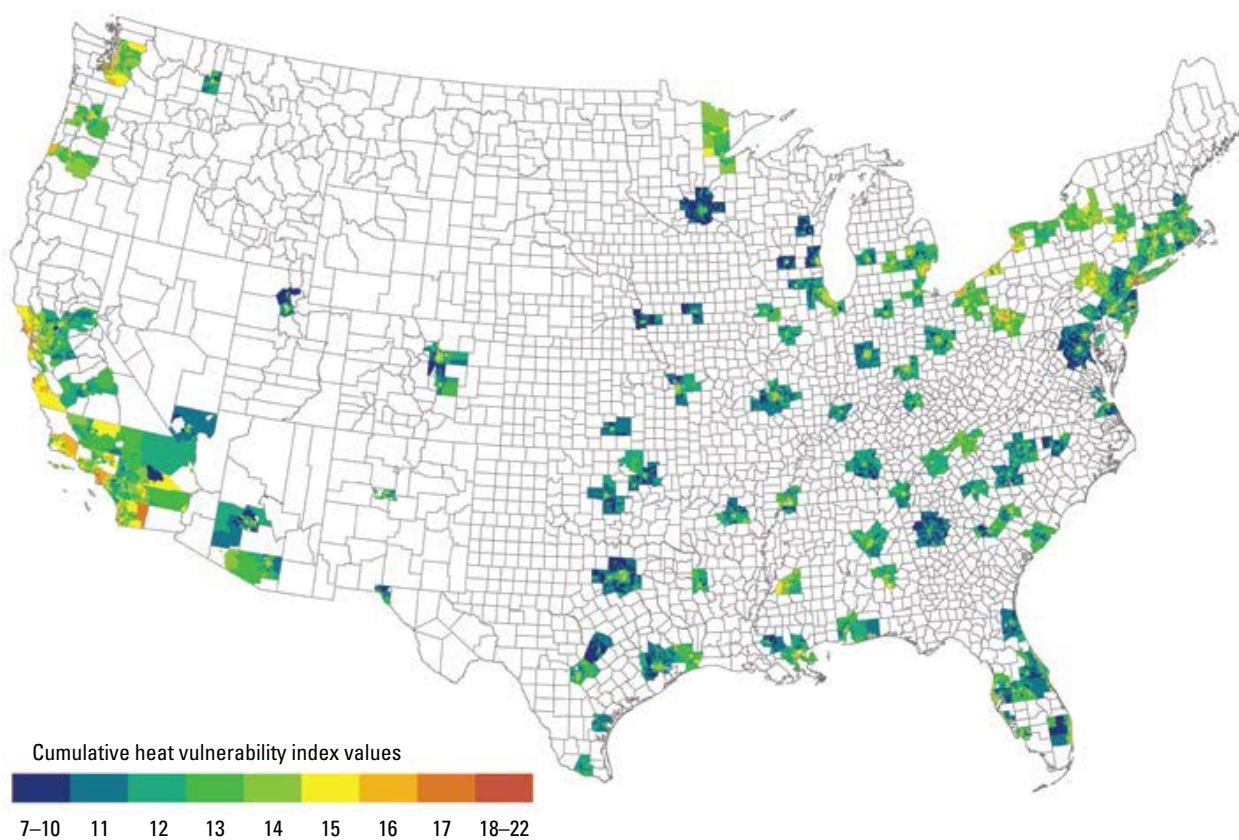 Cumulative heat vulnerability index values
7–10 11 12 13 14 15 16 17 18–22